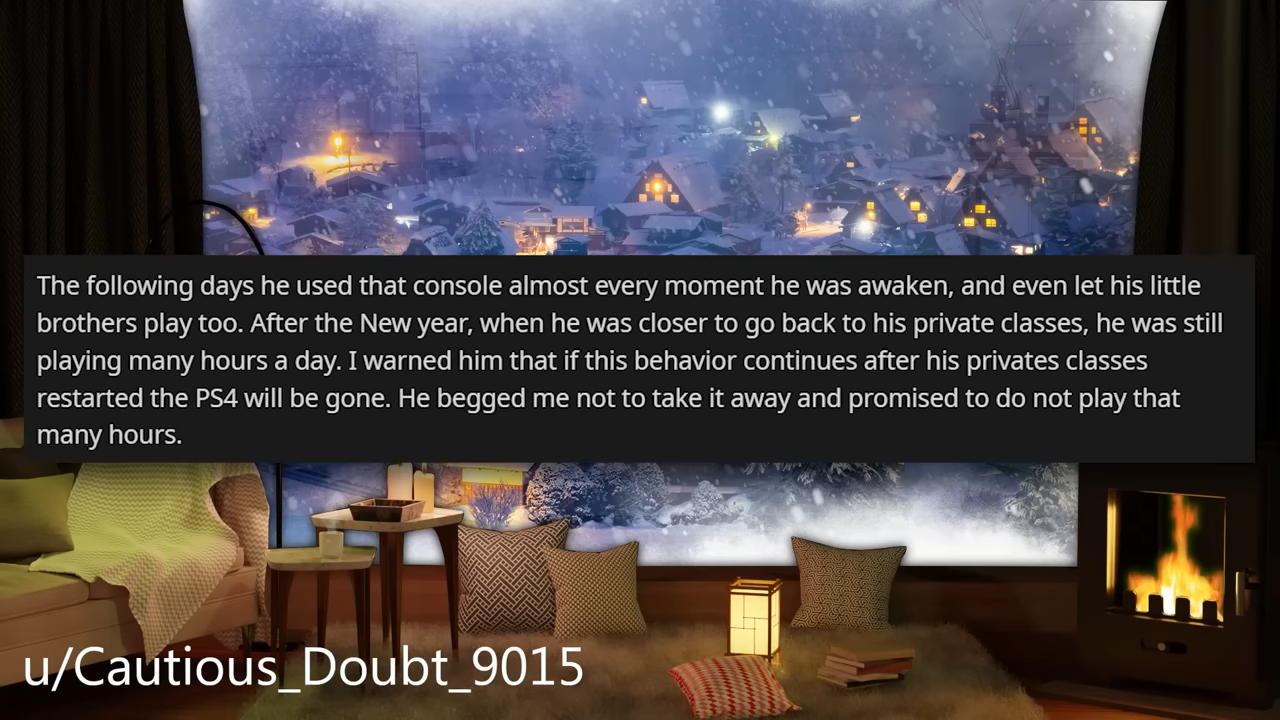 The following days he used that console almost every moment he was awaken, and even let his little
brothers play too. After the New year, when he was closer to go back to his private classes, he was still
playing many hours a day. I warned him that if this behavior continues after his privates classes
restarted the PS4 will be gone. He begged me not to take it away and promised to do not play that
many hours.
u/Cautious_Doubt_9015